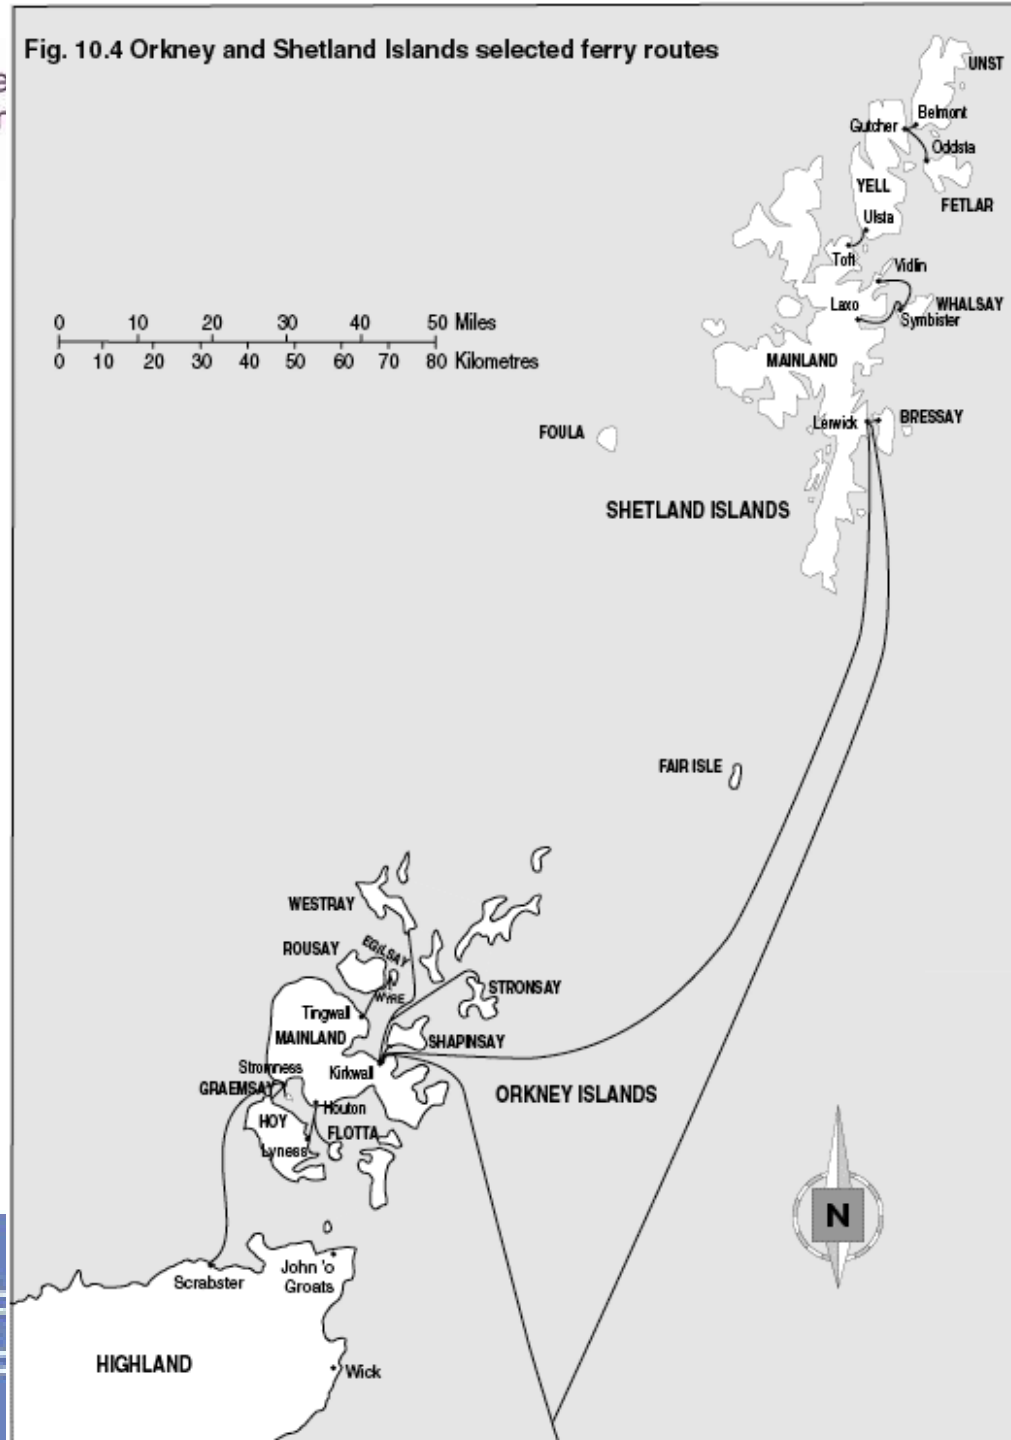 Fig. 10.4 Orkney and Shetland Islands selected ferry routes
UNST
Belmont
Gutcher
Oddsta
YELL
FETLAR
Ulsta
Toft
Vidlin
Laxo
WHALSAY
Symbister
0 10 20 30 40 50 Miles
0 10 20 30 40 50 60 70 80 Kilometres
MAINLAND
Lerwick
BRESSAY
FOULA
SHETLAND ISLANDS
FAIR ISLE
WESTRAY
ROUSAY
EGILSAY
WYRE
STRONSAY
Tingwall
MAINLAND
SHAPINSAY
Stromness
Kirkwall
GRAEMSAY
ORKNEY ISLANDS
Houton
HOY
FLOTTA
Lyness
N
John 'o
Groats
Scrabster
HIGHLAND
Wick